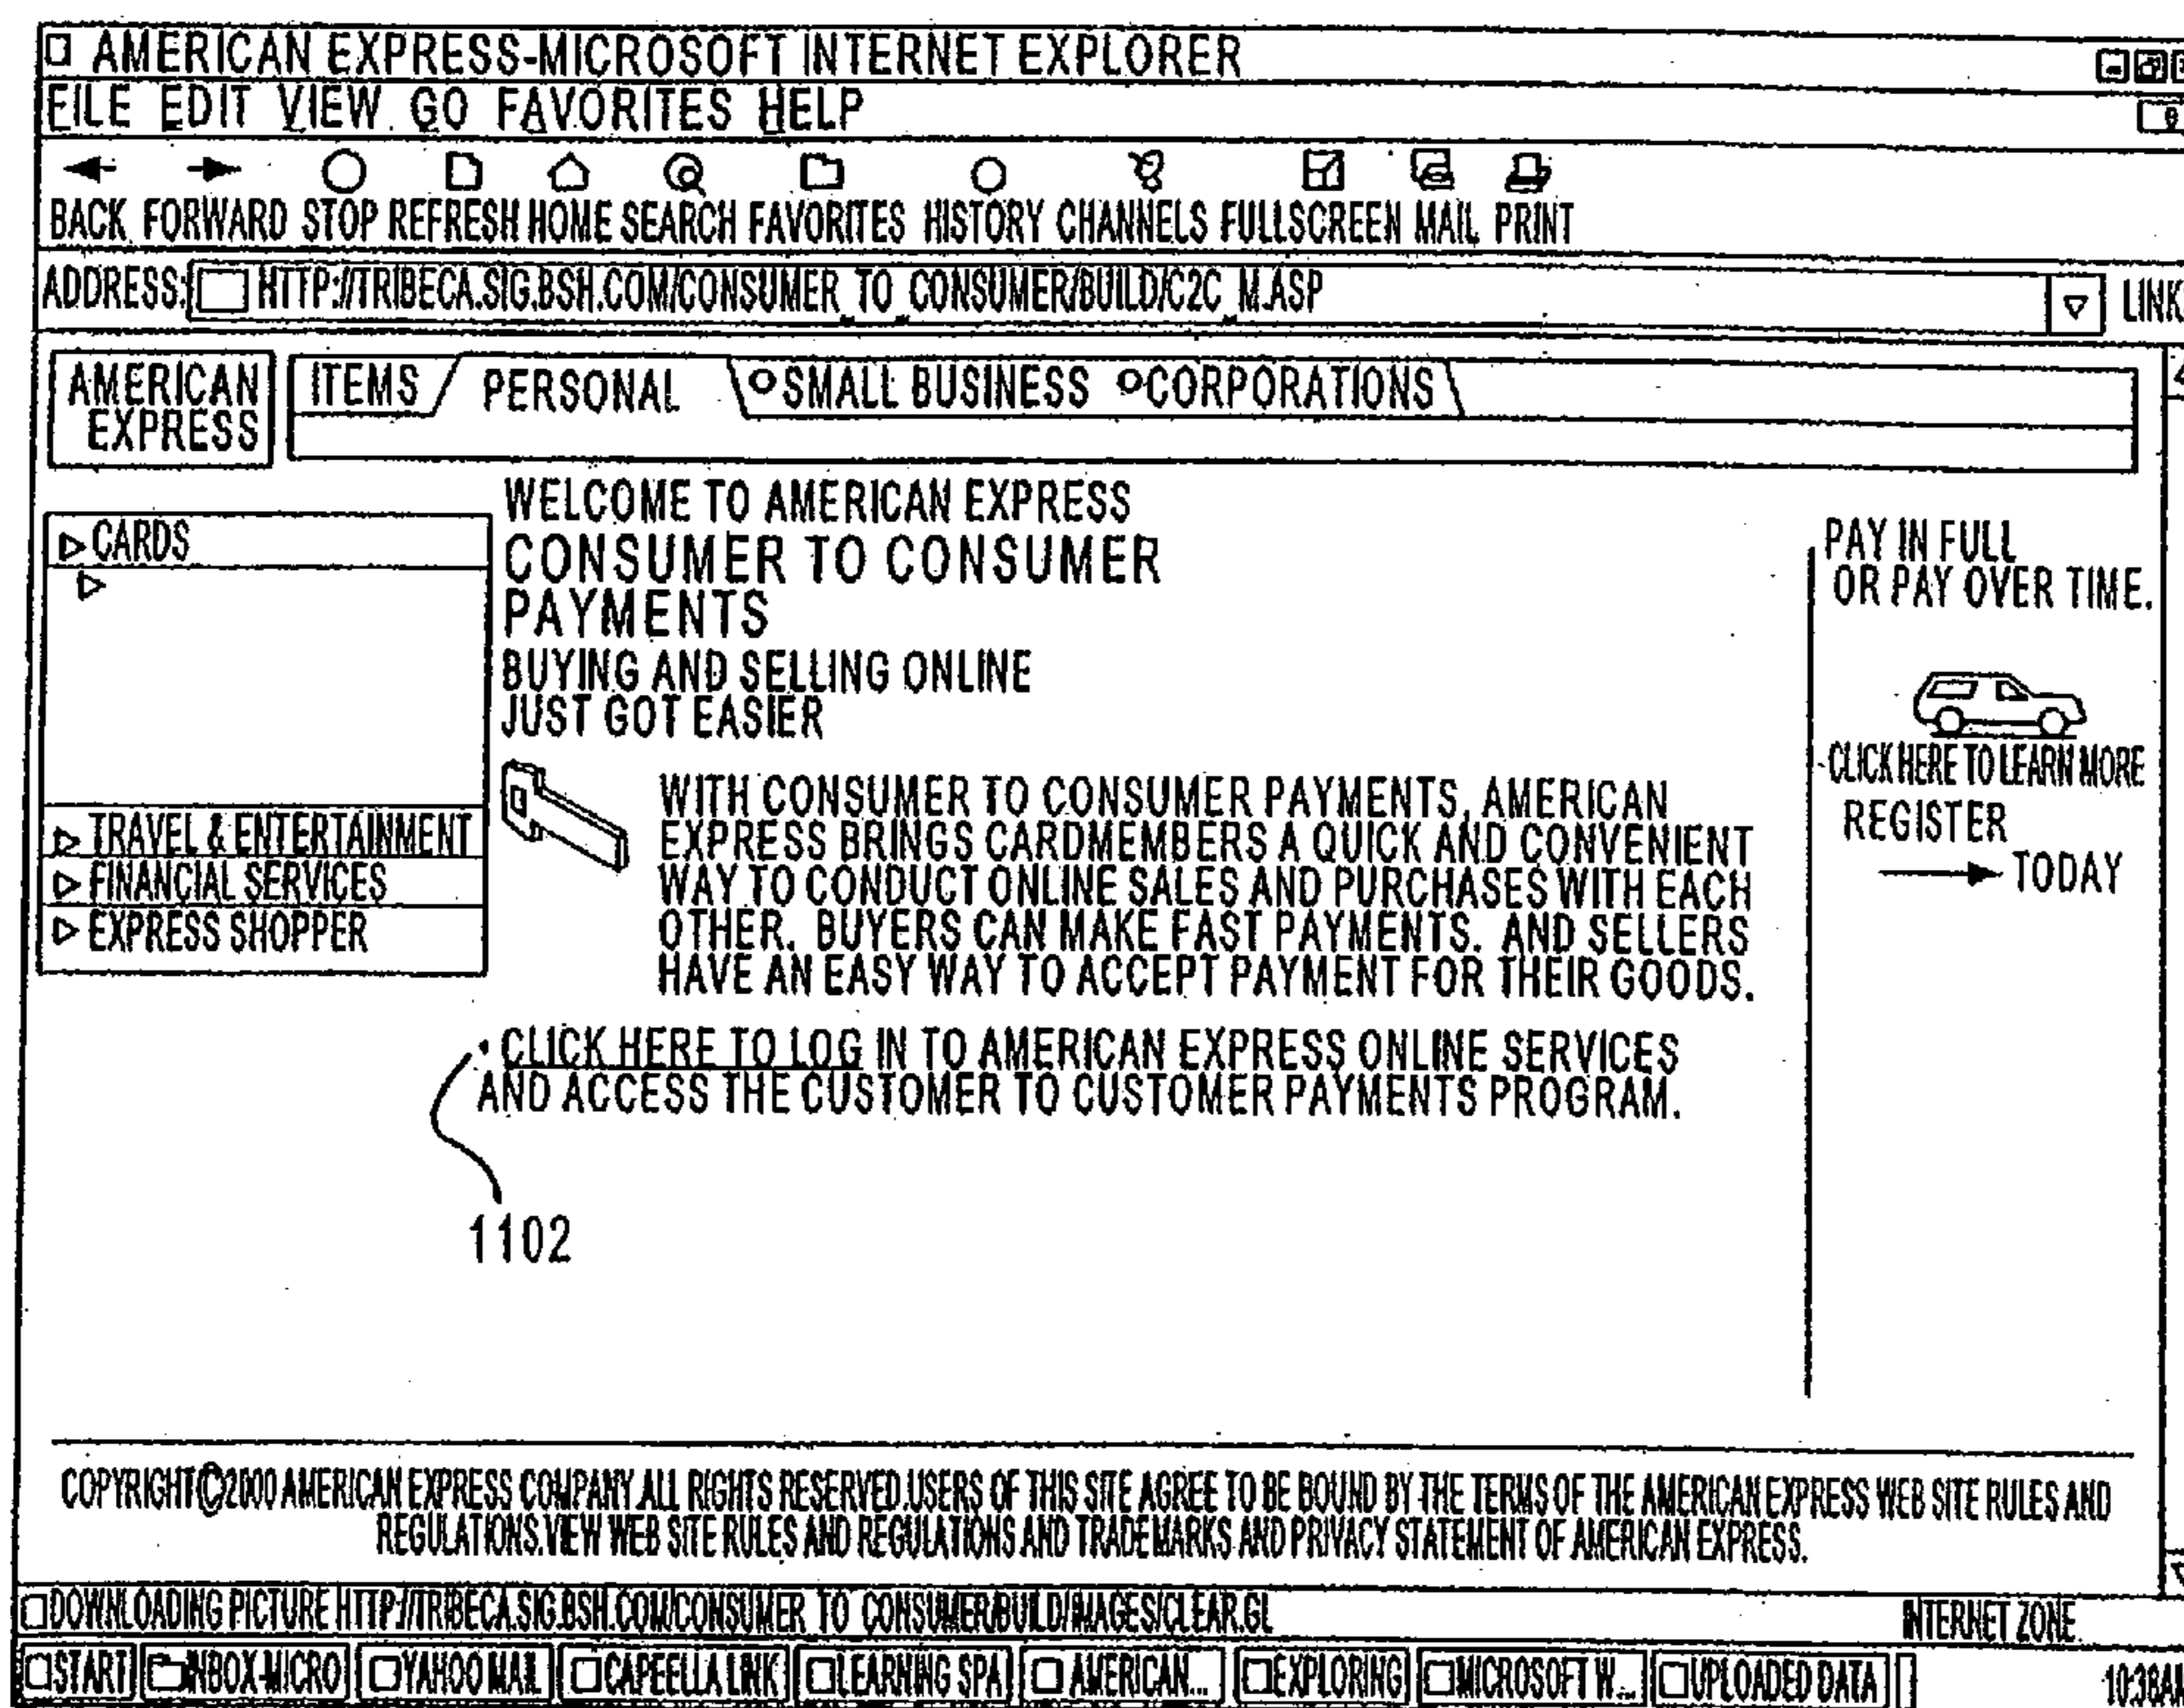 AMERICAN EXPRESS-MICROSOFT INTERNET EXPLORER
FILE EDIT VIEW GO FAVORITES HELP
BACK FORWARD STOP REFRESH HOME SEARCH FAVORITES HISTORY CHANNELS FULLSCREEN MAIL PRINT
ADDRESS: HTTP://TRIBECA.SIG.BSH.COM/CONSUMER_TO_CONSUMER/BUILD/C2C_M.ASP LINK
AMERICAN
EXPRESS
ITEMS PERSONAL SMALL BUSINESS CORPORATIONS
CARDS
TRAVEL & ENTERTAINMENT
FINANCIAL SERVICES
EXPRESS SHOPPER
WELCOME TO AMERICAN EXPRESS
CONSUMER TO CONSUMER
PAYMENTS
BUYING AND SELLING ONLINE
JUST GOT EASIER
WITH CONSUMER TO CONSUMER PAYMENTS, AMERICAN
EXPRESS BRINGS CARDMEMBERS A QUICK AND CONVENIENT
WAY TO CONDUCT ONLINE SALES AND PURCHASES WITH EACH
OTHER. BUYERS CAN MAKE FAST PAYMENTS. AND SELLERS
HAVE AN EASY WAY TO ACCEPT PAYMENT FOR THEIR GOODS.
CLICK HERE TO LOG IN TO AMERICAN EXPRESS ONLINE SERVICES
AND ACCESS THE CUSTOMER TO CUSTOMER PAYMENTS PROGRAM.
1102
PAY IN FULL
OR PAY OVER TIME.
CLICK HERE TO LEARN MORE
REGISTER
TODAY
COPYRIGHT©2000 AMERICAN EXPRESS COMPANY.ALL RIGHTS RESERVED.USERS OF THIS SITE AGREE TO BE BOUND BY THE TERMS OF THE AMERICAN EXPRESS WEB SITE RULES AND
REGULATIONS.VIEW WEB SITE RULES AND REGULATIONS AND TRADEMARKS AND PRIVACY STATEMENT OF AMERICAN EXPRESS.
DOWNLOADING PICTURE HTTP://TRIBECA.SIG.BSH.COM/CONSUMER TO CONSUMER/BUILD/IMAGES/CLEAR.GL INTERNET ZONE
START INBOX-MICRO YAHOO MAIL CAPEELLA LINK LEARNING SPA AMERICAN... EXPLORING MICROSOFT W... UPLOADED DATA 10:38AM